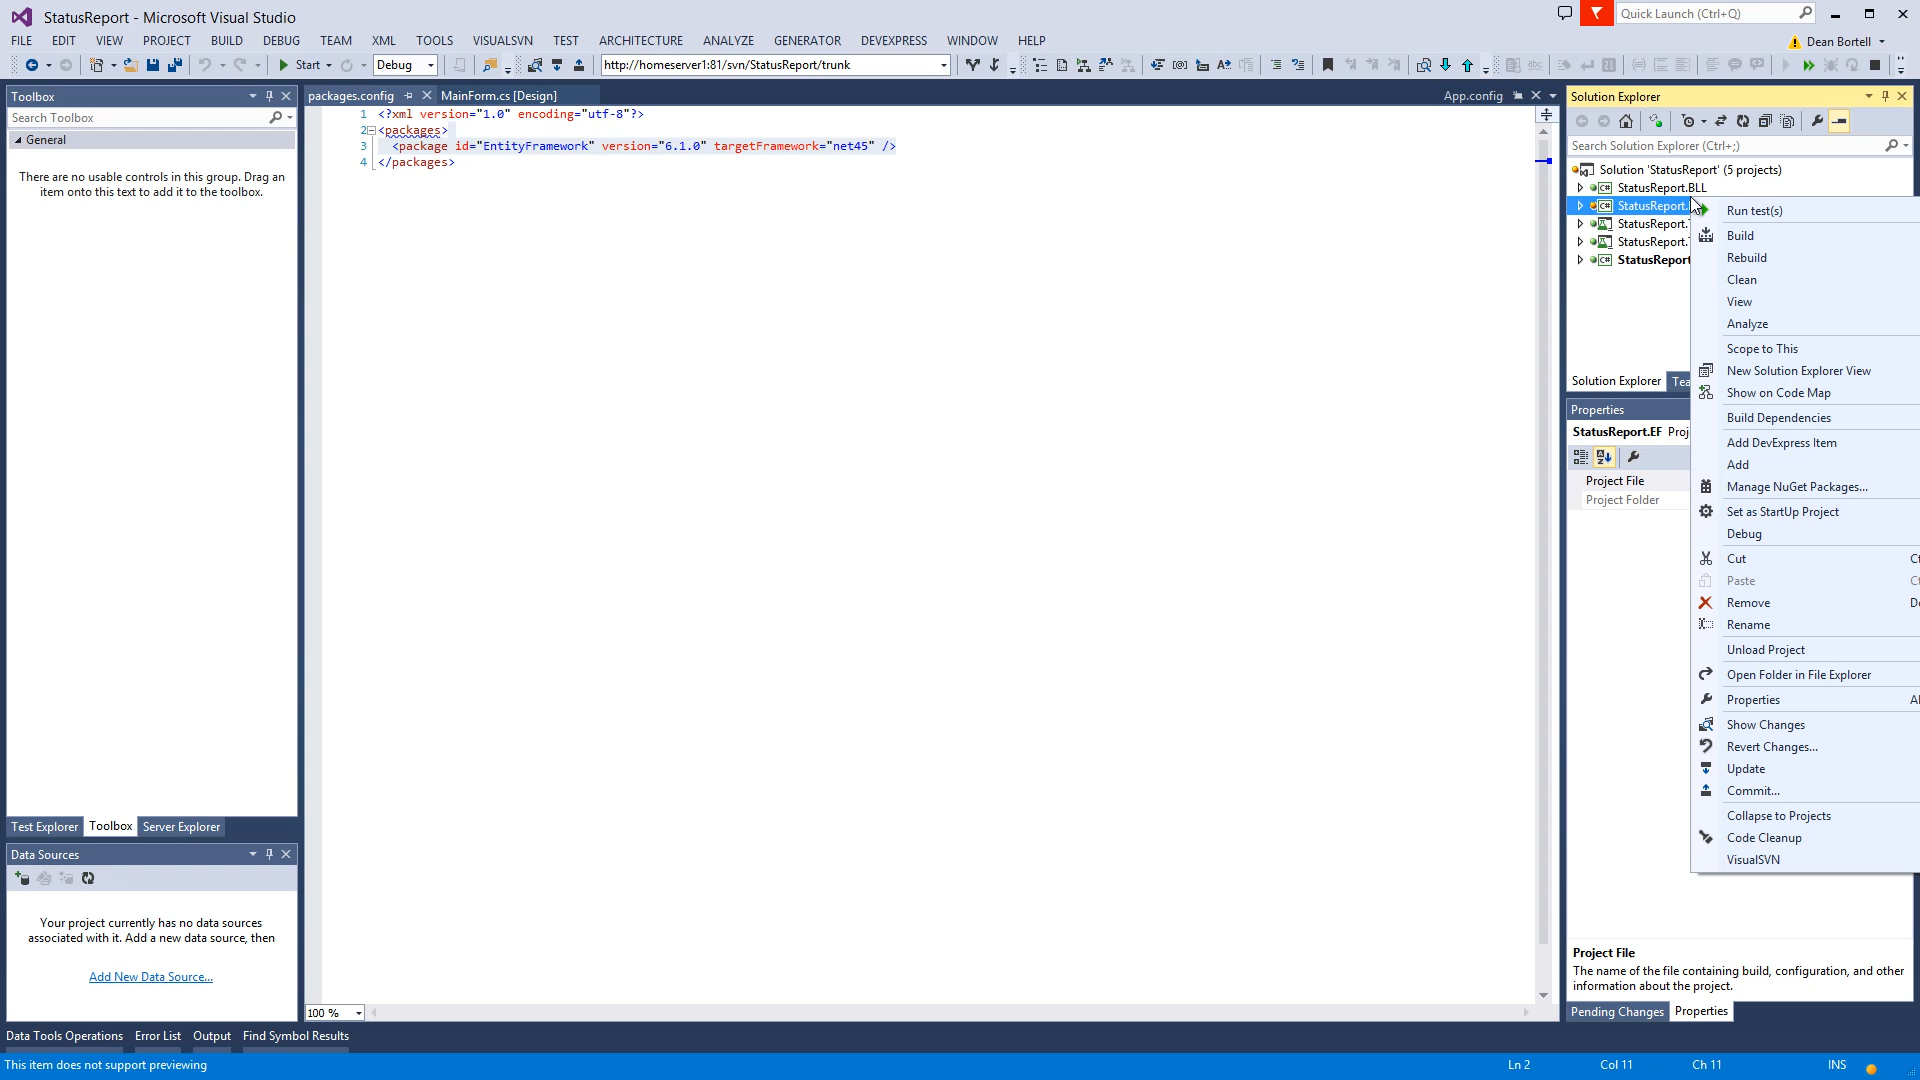 StatusReport - Microsoft Visual Studio
Quick Launch (Ctrl+Q)
FILE EDIT VIEW PROJECT BUILD DEBUG TEAM XML TOOLS VISUALSVN TEST ARCHITECTURE ANALYZE GENERATOR DEVEXPRESS WINDOW HELP
Dean Bortell
Start Debug http://homeserver1:81/svn/StatusReport/trunk
Toolbox
Search Toolbox
General
There are no usable controls in this group. Drag an
item onto this text to add it to the toolbox.
Test Explorer Toolbox Server Explorer
Data Sources
Your project currently has no data sources
associated with it. Add a new data source, then
Add New Data Source...
packages.config MainForm.cs [Design] App.config
1 <?xml version="1.0" encoding="utf-8"?>
2 <packages>
3 <package id="EntityFramework" version="6.1.0" targetFramework="net45" />
4 </packages>
100 %
Solution Explorer
Search Solution Explorer (Ctrl+;)
Solution 'StatusReport' (5 projects)
StatusReport.BLL
StatusReport.
StatusReport.T
StatusReport.T
StatusReport
Solution Explorer Tea
Properties
StatusReport.EF Proj
Project File
Project Folder
Run test(s)
Build
Rebuild
Clean
View
Analyze
Scope to This
New Solution Explorer View
Show on Code Map
Build Dependencies
Add DevExpress Item
Add
Manage NuGet Packages...
Set as StartUp Project
Debug
Cut Ct
Paste Ct
Remove De
Rename
Unload Project
Open Folder in File Explorer
Properties Al
Show Changes
Revert Changes...
Update
Commit...
Collapse to Projects
Code Cleanup
VisualSVN
Project File
The name of the file containing build, configuration, and other
information about the project.
Pending Changes Properties
Data Tools Operations Error List Output Find Symbol Results
This item does not support previewing
Ln 2 Col 11 Ch 11 INS